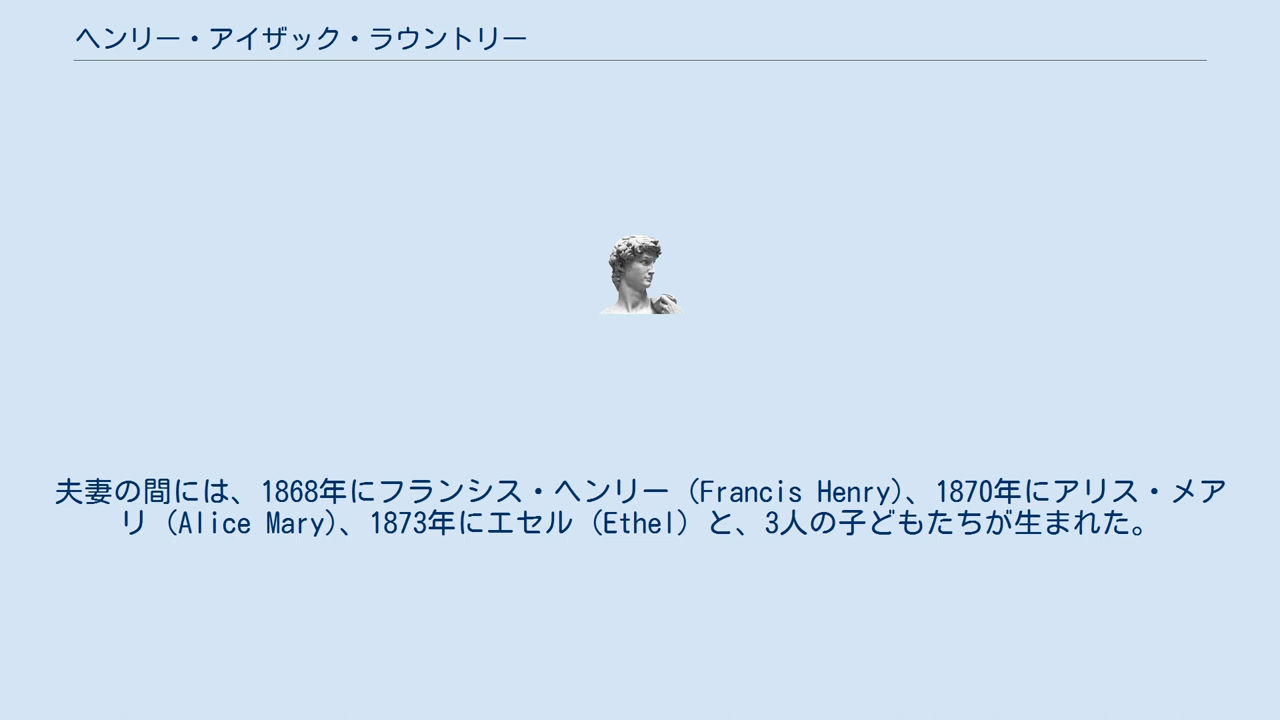 ヘンリー・アイザック・ラウントリー
夫妻の間には、1868年にフランシス・ヘンリー（Francis Henry)、1870年にアリス・メア
リ（Alice Mary)、1873年にエセル（Ethel）と、3人の子どもたちが生まれた。